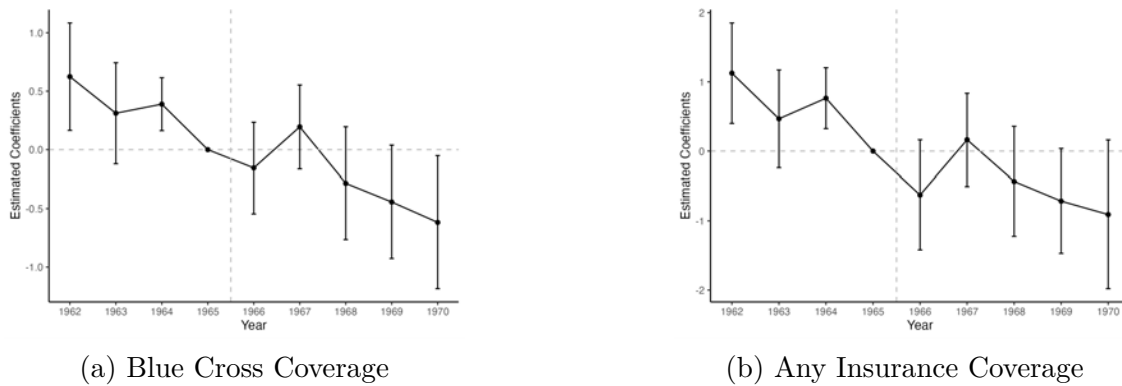 Estimated Coefficients
1.0
0.5
0.0
-0.5
-1.0
1962 1963 1964 1965 1966 1967 1968 1969 1970
Year
(a) Blue Cross Coverage
Estimated Coefficients
2
1
0
-1
-2
1962 1963 1964 1965 1966 1967 1968 1969 1970
Year
(b) Any Insurance Coverage